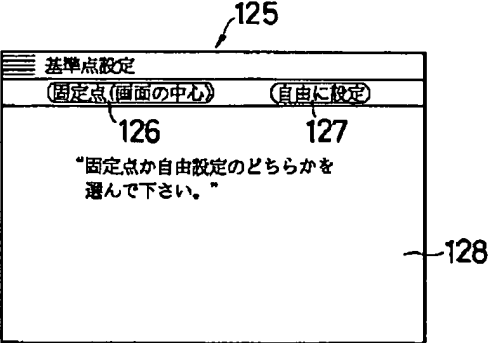 125
基準点設定
固定点(画面の中心) 自由に設定
126 127
“固定点か自由設定のどちらかを
選んで下さい。”
128